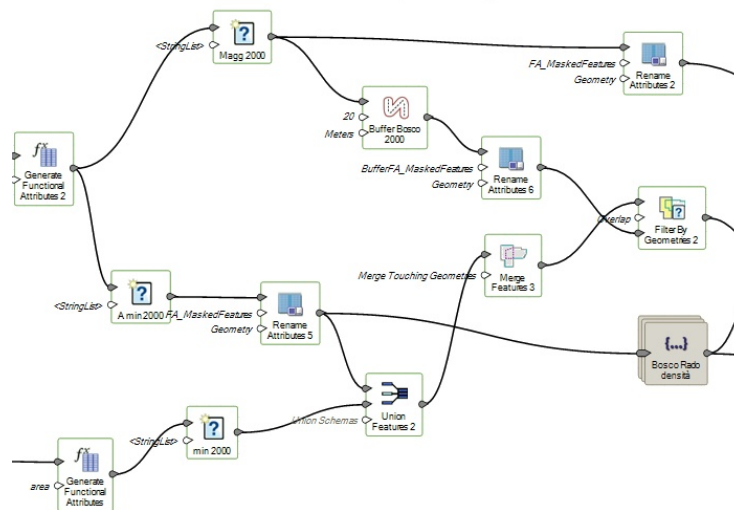 <StringList>
Magg 2000
FA_MaskedFeatures
Geometry
Rename
Attributes 2
20
Meters
Buffer Bosco
2000
Generate
Functional
Attributes 2
BufferFA_MaskedFeatures
Geometry
Rename
Attributes 6
Overlap
Filter By
Geometries 2
Merge Touching Geometries
Merge
Features 3
<StringList>
A min 2000
FA_MaskedFeatures
Geometry
Rename
Attributes 5
{...}
Bosco Rado
densità
Union Schemas
Union
Features 2
<StringList>
min 2000
area
Generate
Functional
Attributes